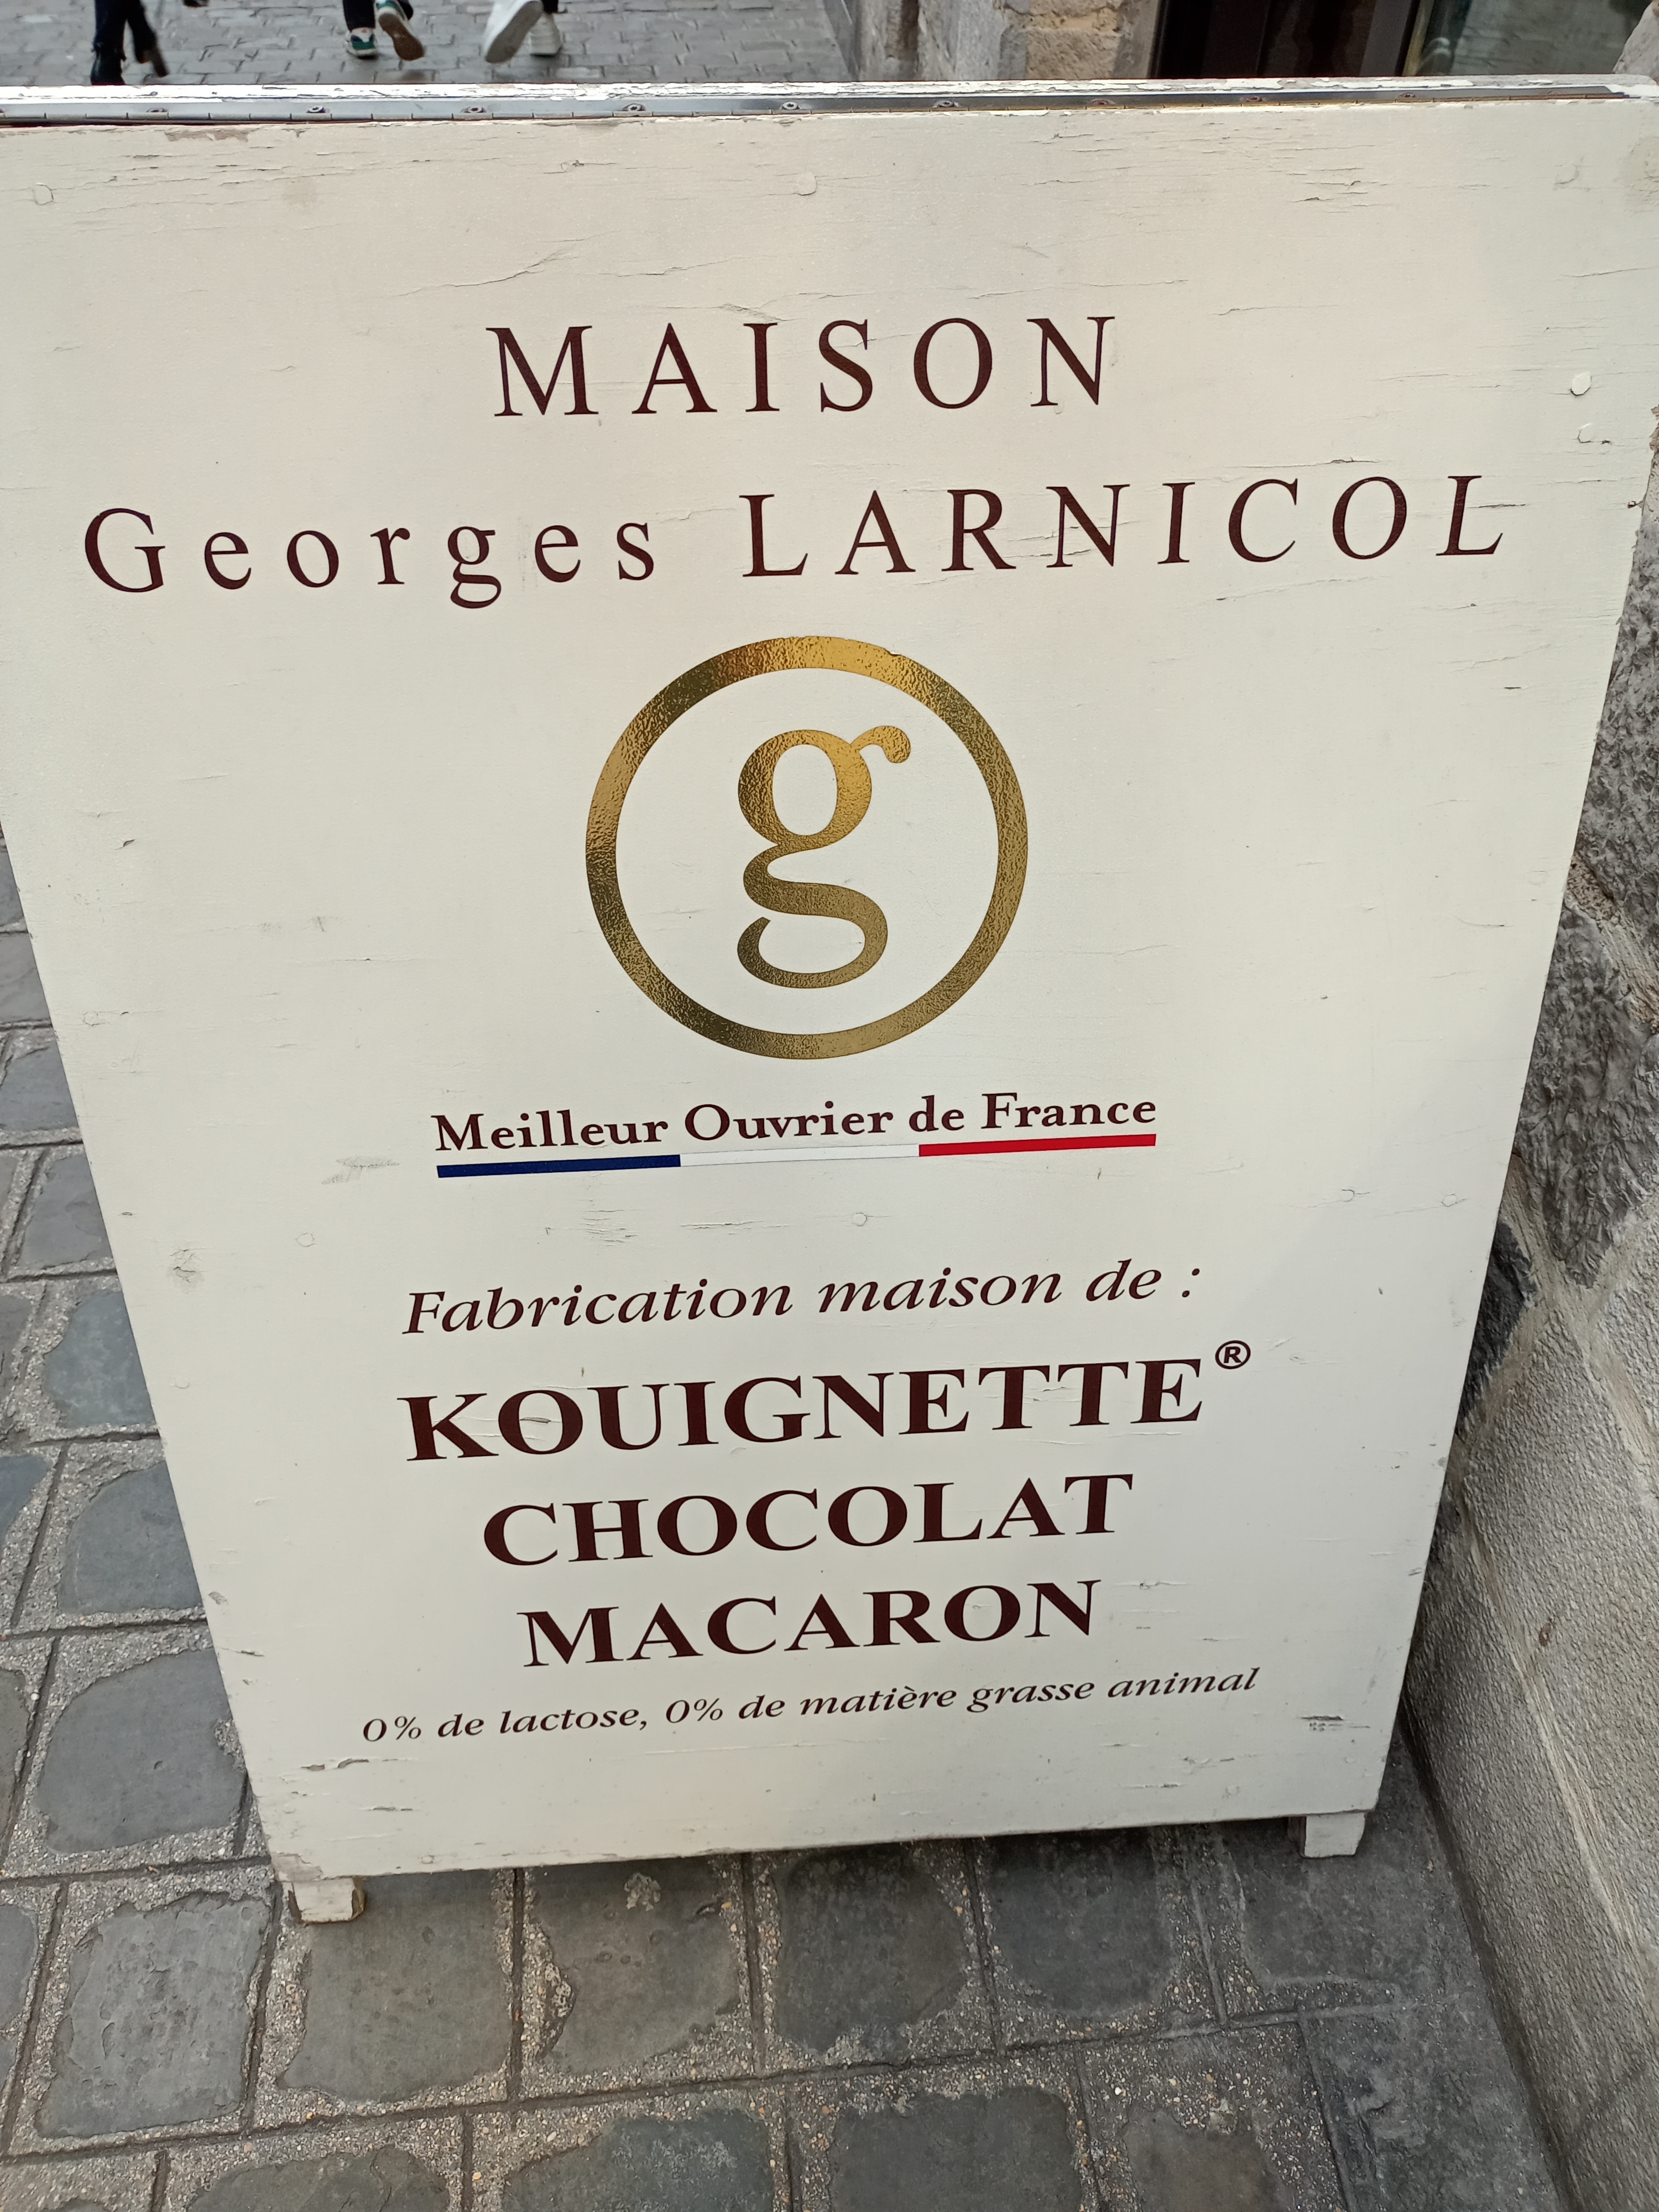 MAISON
Georges LARNICOL
g
Meilleur Ouvrier de France
Fabrication maison de :
KOUIGNETTE®
CHOCOLAT
MACARON
0% de lactose, 0% de matière grasse animal